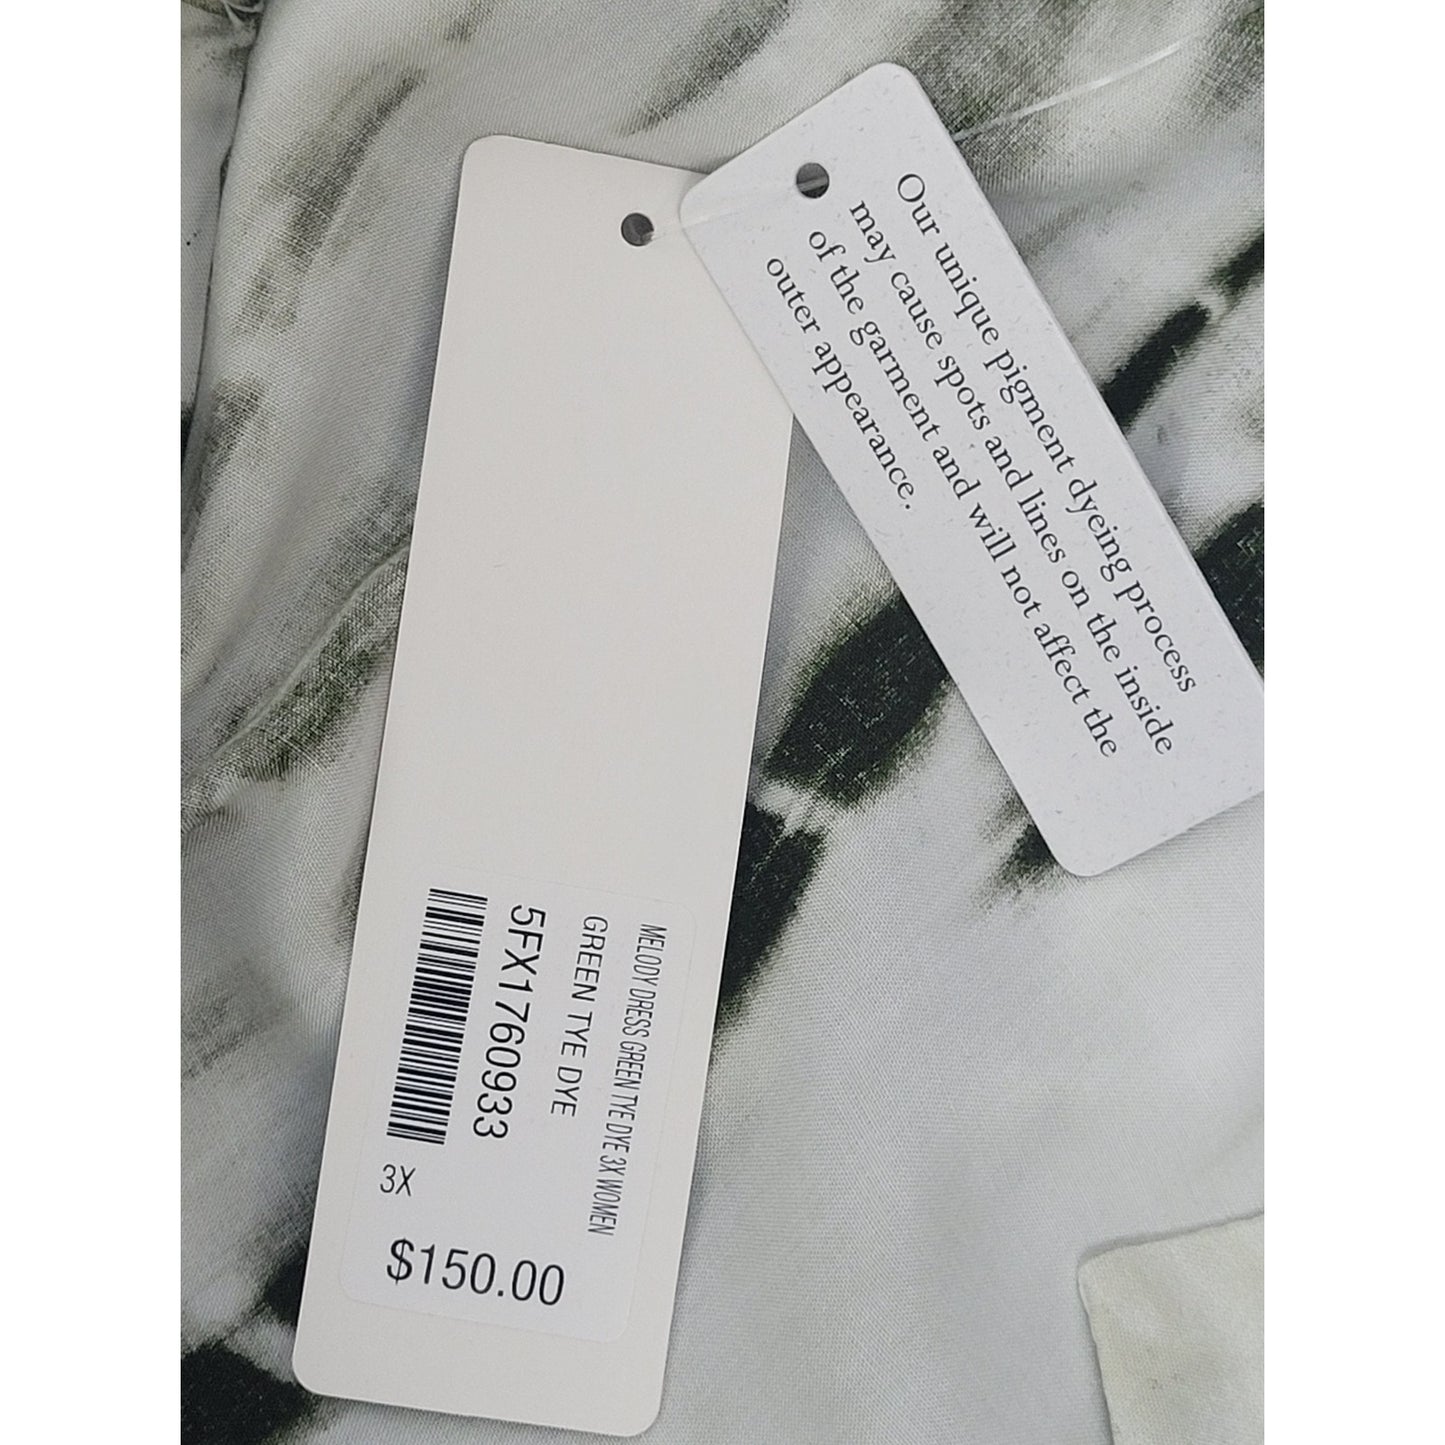 Our unique pigment dyeing process
may cause spots and lines on the inside
of the garment and will not affect the
outer appearance.
MELODY DRESS GREEN TYE DYE 3X WOMEN
GREEN TYE DYE
5FX1760933
3X
$150.00